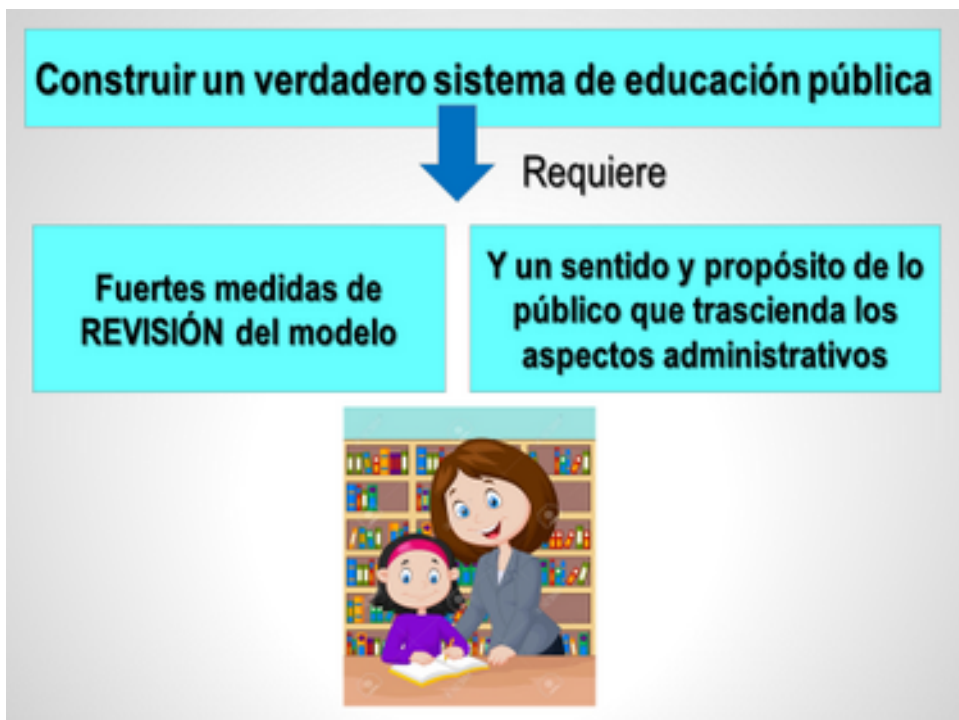 Construir un verdadero sistema de educación pública
Requiere
Fuertes medidas de
REVISIÓN del modelo
Y un sentido y propósito de lo
público que trascienda los
aspectos administrativos